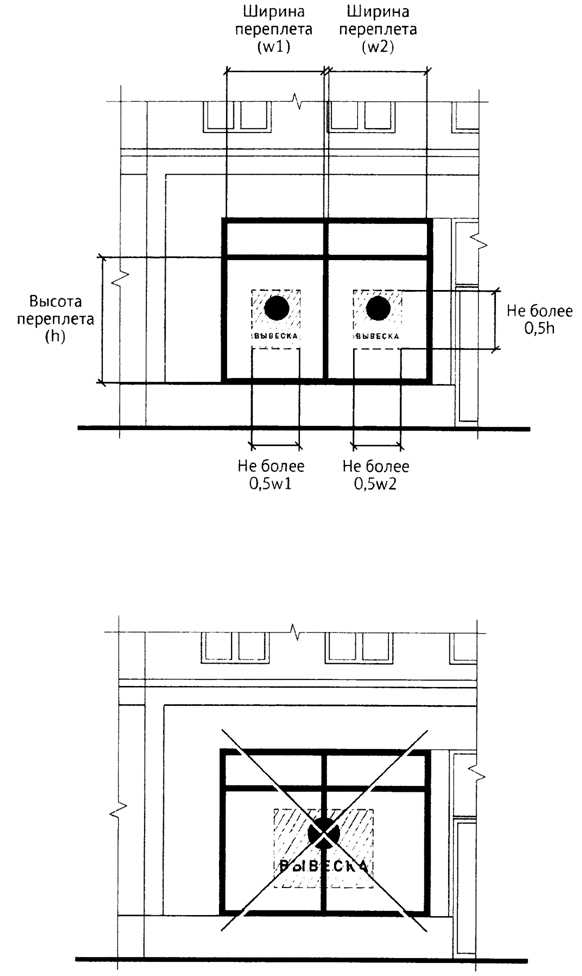 Ширина
переплета
(w1)
Ширина
переплета
(w2)
Высота
переплета
(h)
ВЫВЕСКА
ВЫВЕСКА
Не более
0,5h
Не более
0,5w1
Не более
0,5w2
ВЫВЕСКА